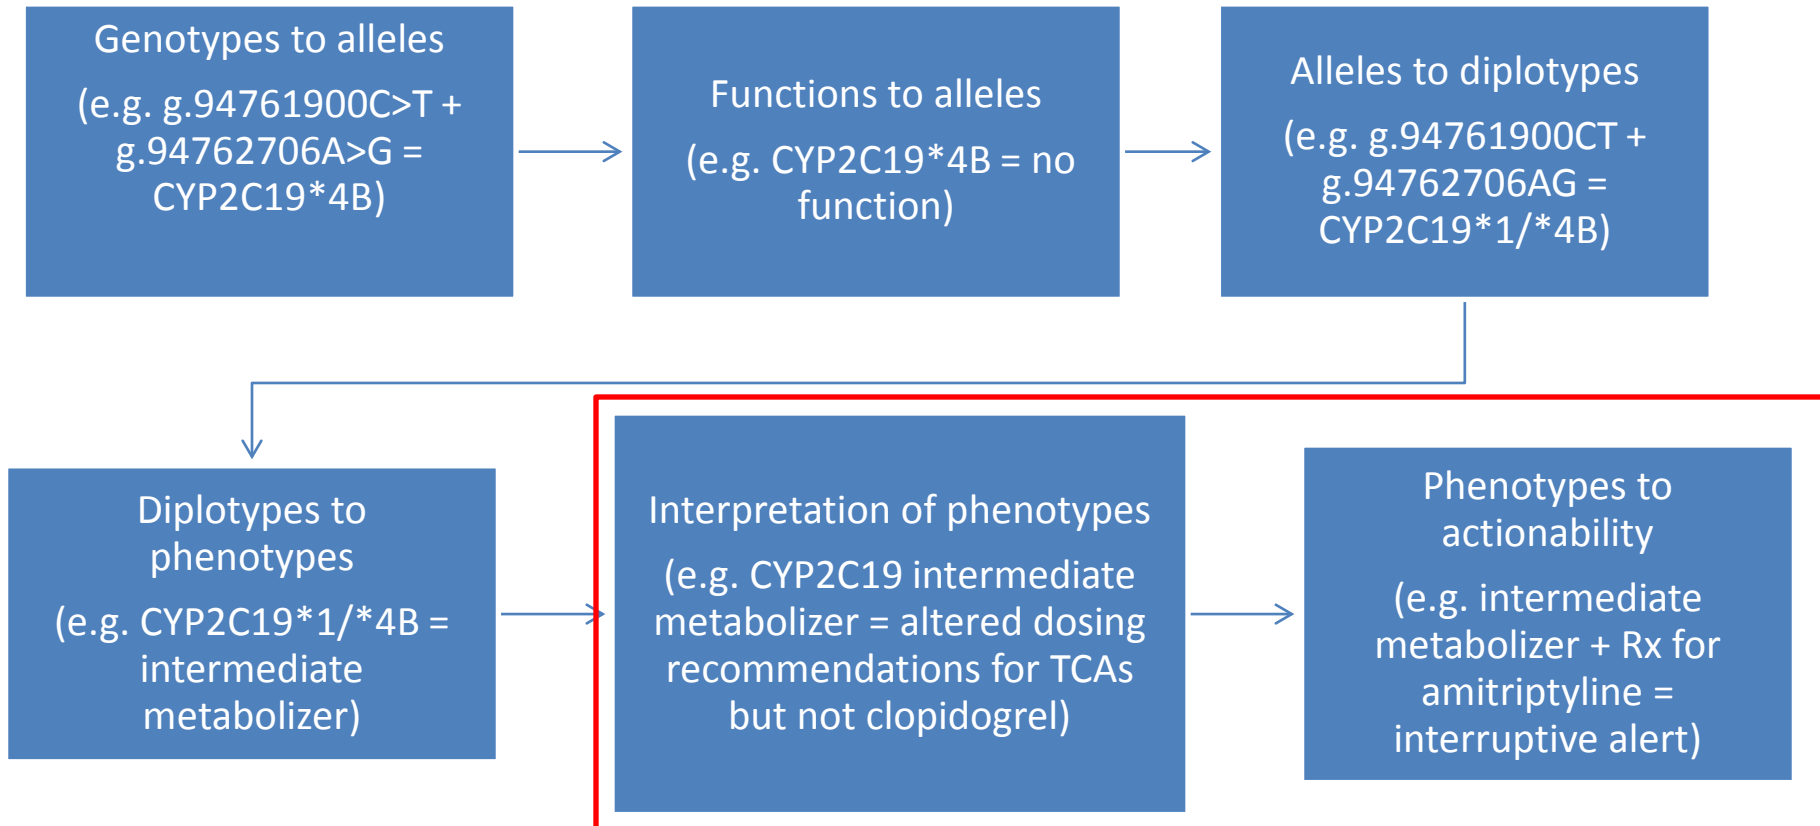 Genotypes to alleles
(e.g. g.94761900C>T +
g.94762706A>G =
CYP2C19*4B)
Functions to alleles
(e.g. CYP2C19*4B = no
function)
Alleles to diplotypes
(e.g. g.94761900CT +
g.94762706AG =
CYP2C19*1/*4B)
Diplotypes to
phenotypes
(e.g. CYP2C19*1/*4B =
intermediate
metabolizer)
Interpretation of phenotypes
(e.g. CYP2C19 intermediate
metabolizer = altered dosing
recommendations for TCAs
but not clopidogrel)
Phenotypes to
actionability
(e.g. intermediate
metabolizer + Rx for
amitriptyline =
interruptive alert)